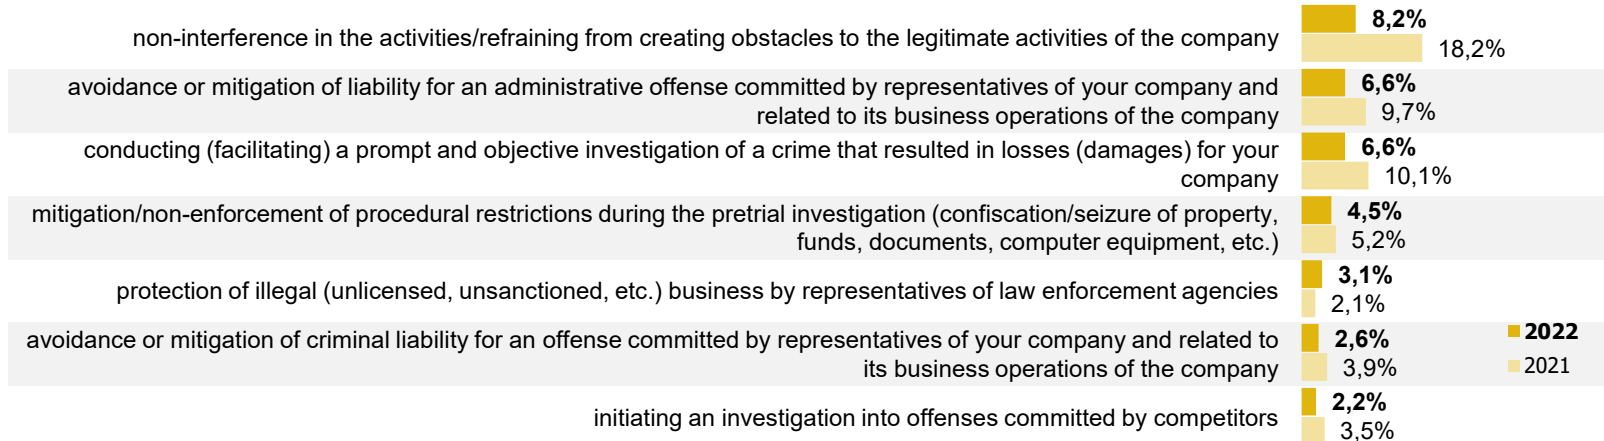 non-interference in the activities/refraining from creating obstacles to the legitimate activities of the company
8,2%
18,2%
avoidance or mitigation of liability for an administrative offense committed by representatives of your company and
related to its business operations of the company
6,6%
9,7%
conducting (facilitating) a prompt and objective investigation of a crime that resulted in losses (damages) for your
company
6,6%
10,1%
mitigation/non-enforcement of procedural restrictions during the pretrial investigation (confiscation/seizure of property,
funds, documents, computer equipment, etc.)
4,5%
5,2%
protection of illegal (unlicensed, unsanctioned, etc.) business by representatives of law enforcement agencies
3,1%
2,1%
avoidance or mitigation of criminal liability for an offense committed by representatives of your company and related to
its business operations of the company
2,6%
3,9%
2022
2021
initiating an investigation into offenses committed by competitors
2,2%
3,5%